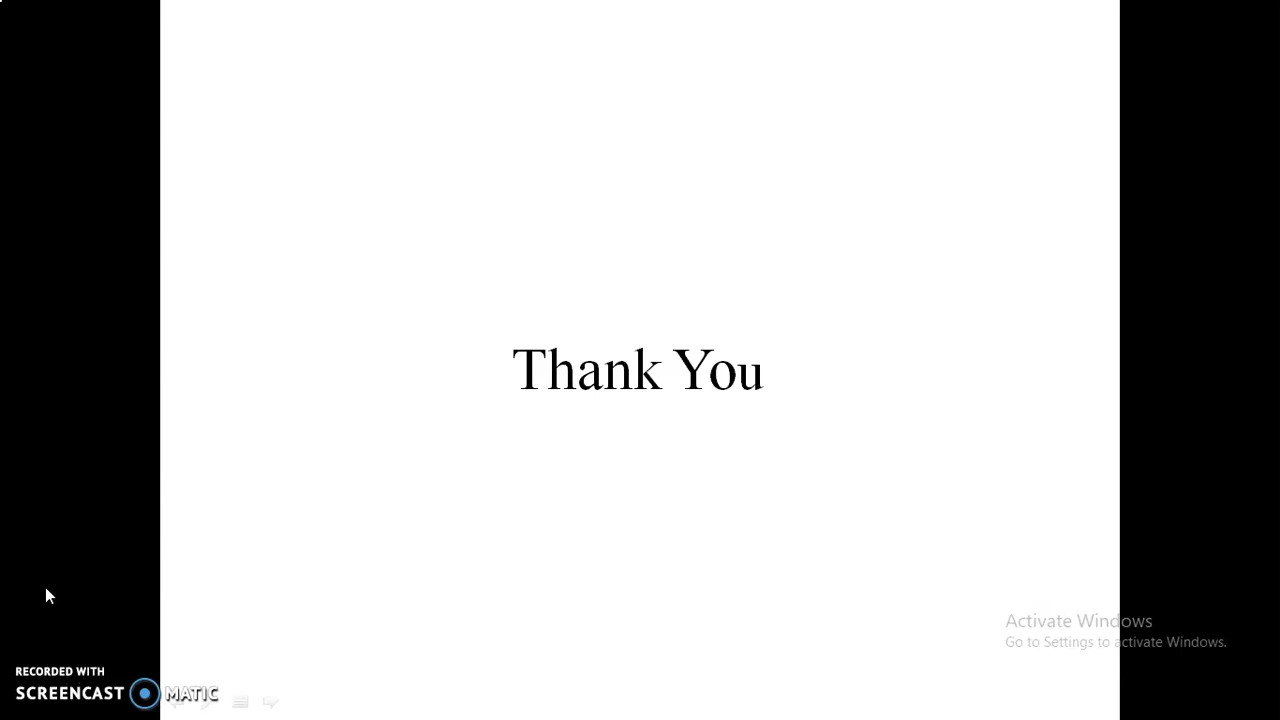 Thank You
Activate Windows
Go to Settings to activate Windows.
RECORDED WITH
SCREENCAST MATIC